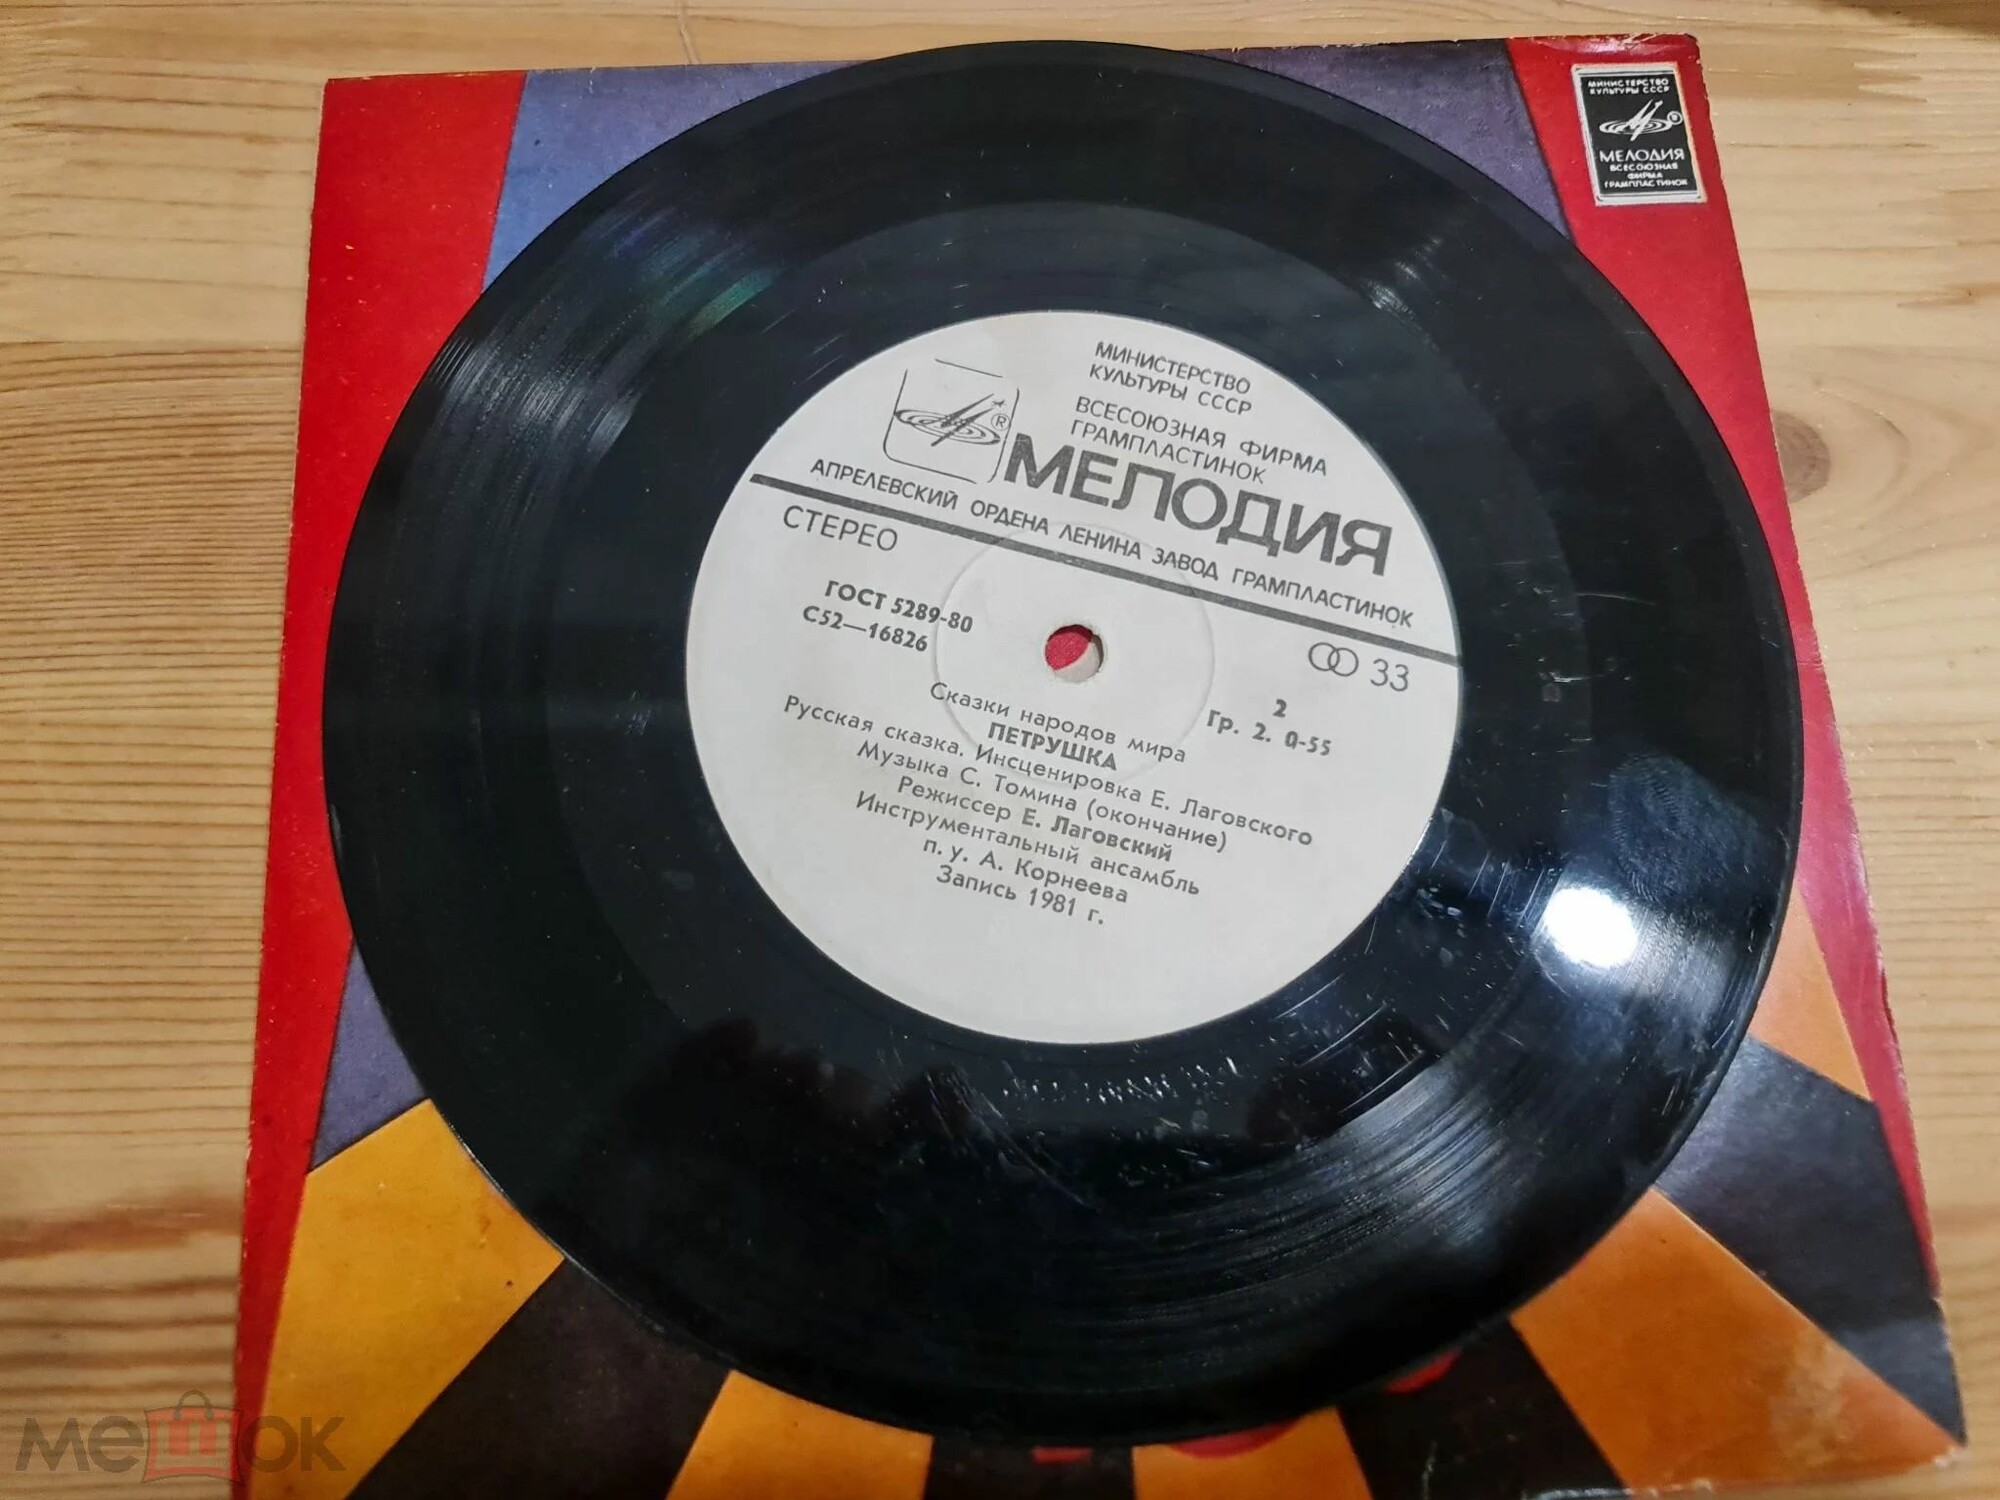 МИНИСТЕРСТВО
КУЛЬТУРЫ СССР
МЕЛОДИЯ
ВСЕСОЮЗНАЯ
ФИРМА
ГРАМПЛАСТИНОК
МИНИСТЕРСТВО
КУЛЬТУРЫ СССР
ВСЕСОЮЗНАЯ ФИРМА
ГРАМПЛАСТИНОК
®
МЕЛОДИЯ
АПРЕЛЕВСКИЙ ОРДЕНА ЛЕНИНА ЗАВОД ГРАМПЛАСТИНОК
СТЕРЕО
33
ГОСТ 5289-80
С52—16826
2
Гр. 2. 0-55
Сказки народов мира
ПЕТРУШКА
Русская сказка. Инсценировка Е. Лаговского
Музыка С. Томина (окончание)
Режиссер Е. Лаговский
Инструментальный ансамбль
п. у. А. Корнеева
Запись 1981 г.
мешок